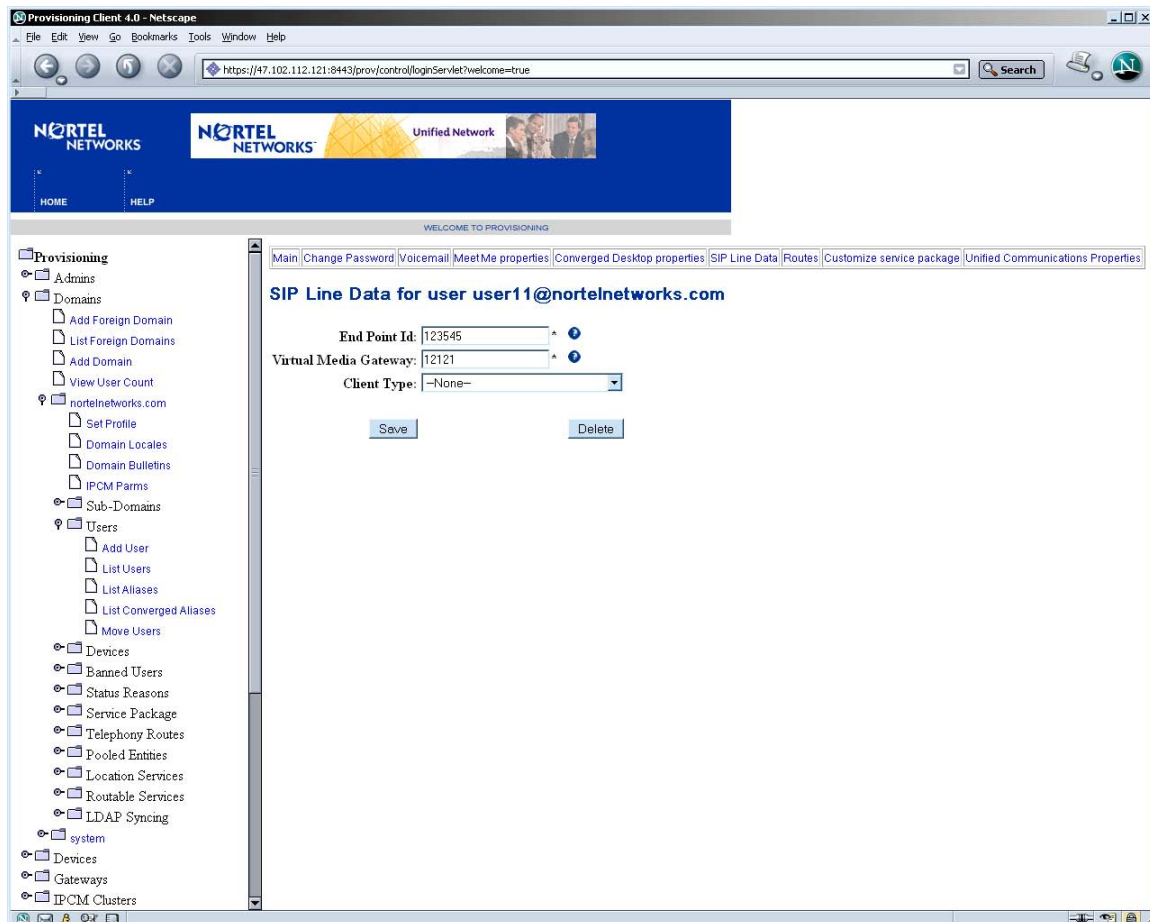 Provisioning Client 4.0 - Netscape
File Edit View Go Bookmarks Tools Window Help
https://47.102.112.121:8443/prov/control/loginServlet?welcome=true
Search
N
NORTEL
NETWORKS
NORTEL
NETWORKS
Unified Network
HOME HELP
WELCOME TO PROVISIONING
Provisioning
Admins
Domains
Add Foreign Domain
List Foreign Domains
Add Domain
View User Count
nortelnetworks.com
Set Profile
Domain Locales
Domain Bulletins
IPCM Parms
Sub-Domains
Users
Add User
List Users
List Aliases
List Converged Aliases
Move Users
Devices
Banned Users
Status Reasons
Service Package
Telephony Routes
Pooled Entities
Location Services
Routable Services
LDAP Syncing
system
Devices
Gateways
IPCM Clusters
Main Change Password Voicemail MeetMe properties Converged Desktop properties SIP Line Data Routes Customize service package Unified Communications Properties
SIP Line Data for user user11@nortelnetworks.com
End Point Id: 123545 * ?
Virtual Media Gateway: 12121 * ?
Client Type: --None--
Save Delete